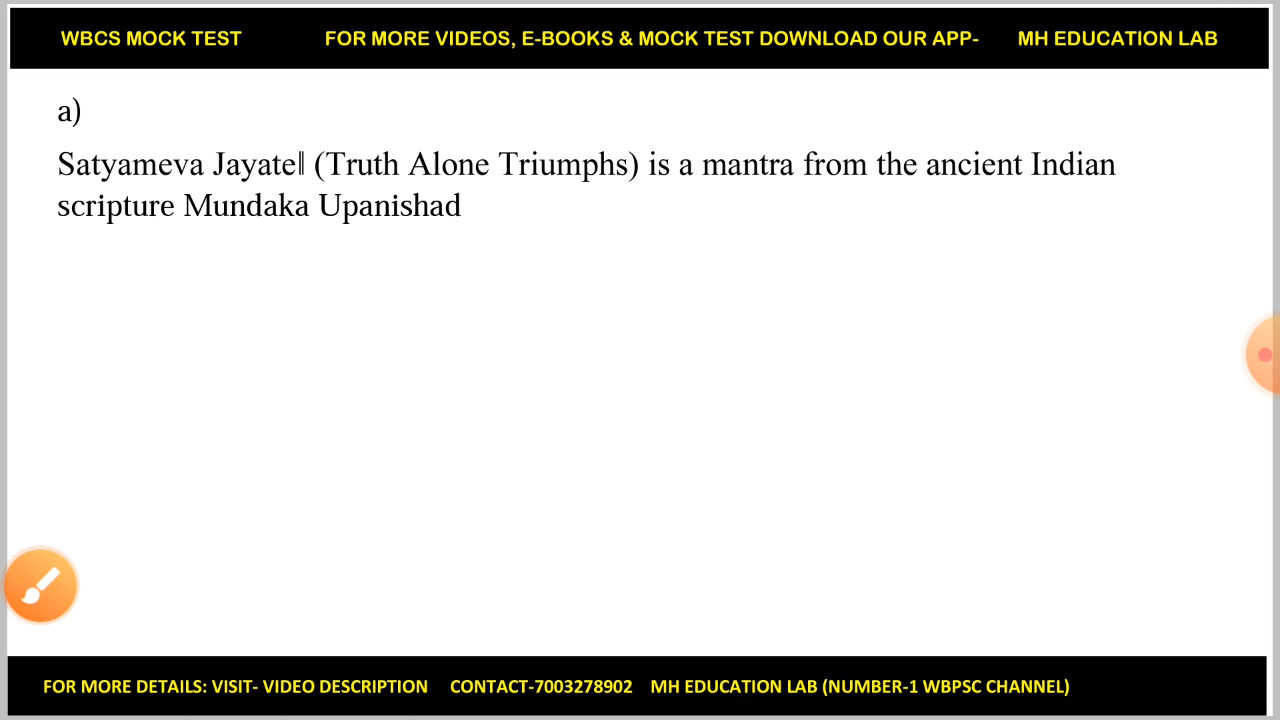 WBCS MOCK TEST FOR MORE VIDEOS, E-BOOKS & MOCK TEST DOWNLOAD OUR APP- MH EDUCATION LAB
a)
Satyameva Jayate‖ (Truth Alone Triumphs) is a mantra from the ancient Indian
scripture Mundaka Upanishad
FOR MORE DETAILS: VISIT- VIDEO DESCRIPTION CONTACT-7003278902 MH EDUCATION LAB (NUMBER-1 WBPSC CHANNEL)